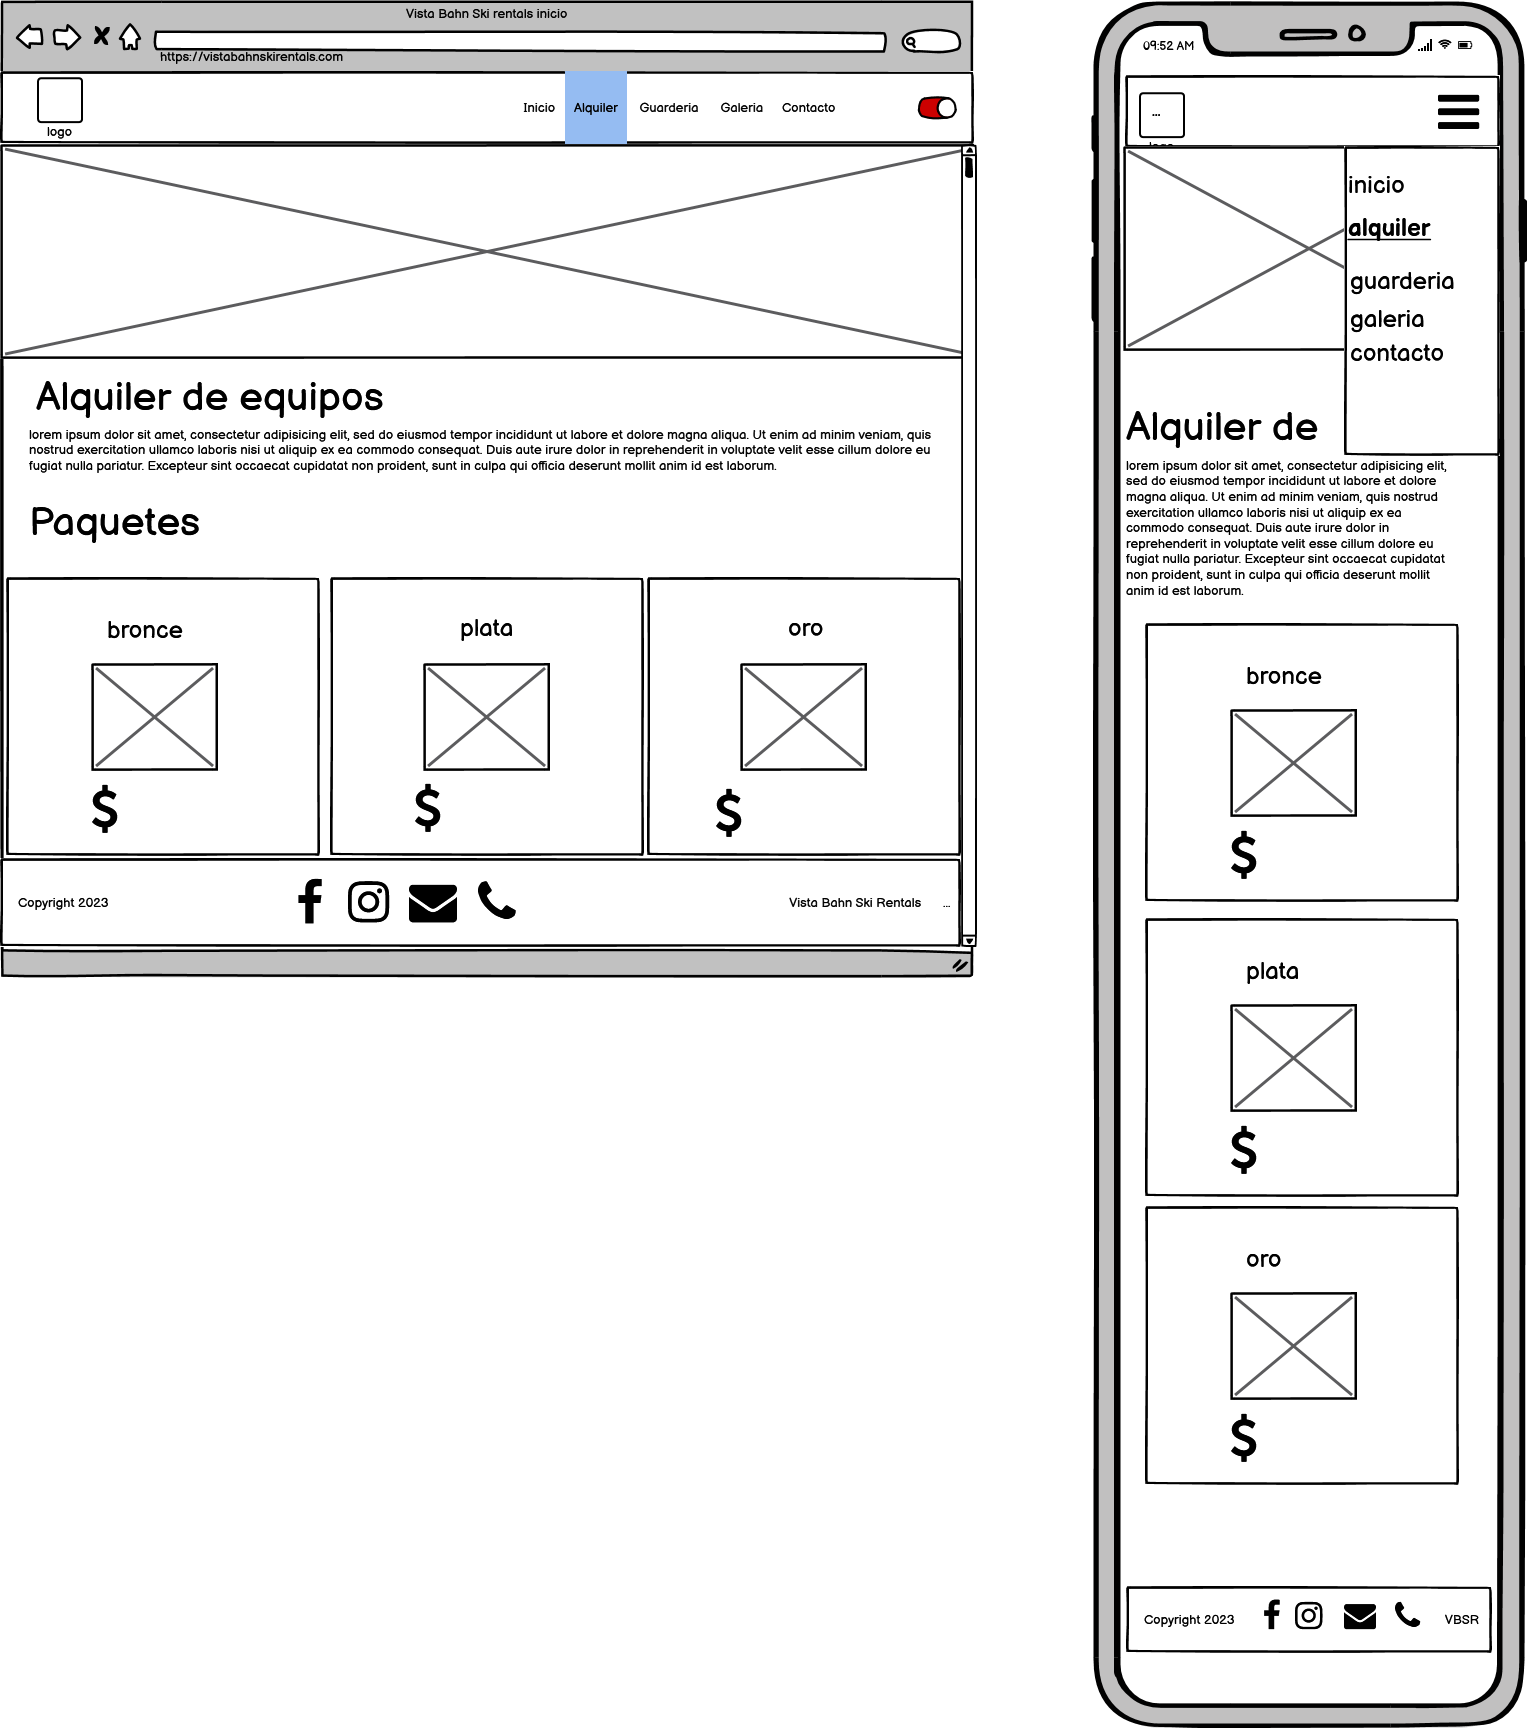 Vista Bahn Ski rentals inicio
https://vistabahnskirentals.com
logo
Inicio Alquiler Guarderia Galeria Contacto
Alquiler de equipos
lorem ipsum dolor sit amet, consectetur adipisicing elit, sed do eiusmod tempor incididunt ut labore et dolore magna aliqua. Ut enim ad minim veniam, quis
nostrud exercitation ullamco laboris nisi ut aliquip ex ea commodo consequat. Duis aute irure dolor in reprehenderit in voluptate velit esse cillum dolore eu
fugiat nulla pariatur. Excepteur sint occaecat cupidatat non proident, sunt in culpa qui officia deserunt mollit anim id est laborum.
Paquetes
bronce
$
plata
$
oro
$
Copyright 2023
Vista Bahn Ski Rentals ...
09:52 AM
...
inicio
alquiler
guarderia
galeria
contacto
Alquiler de
lorem ipsum dolor sit amet, consectetur adipisicing elit,
sed do eiusmod tempor incididunt ut labore et dolore
magna aliqua. Ut enim ad minim veniam, quis nostrud
exercitation ullamco laboris nisi ut aliquip ex ea
commodo consequat. Duis aute irure dolor in
reprehenderit in voluptate velit esse cillum dolore eu
fugiat nulla pariatur. Excepteur sint occaecat cupidatat
non proident, sunt in culpa qui officia deserunt mollit
anim id est laborum.
bronce
$
plata
$
oro
$
Copyright 2023
VBSR